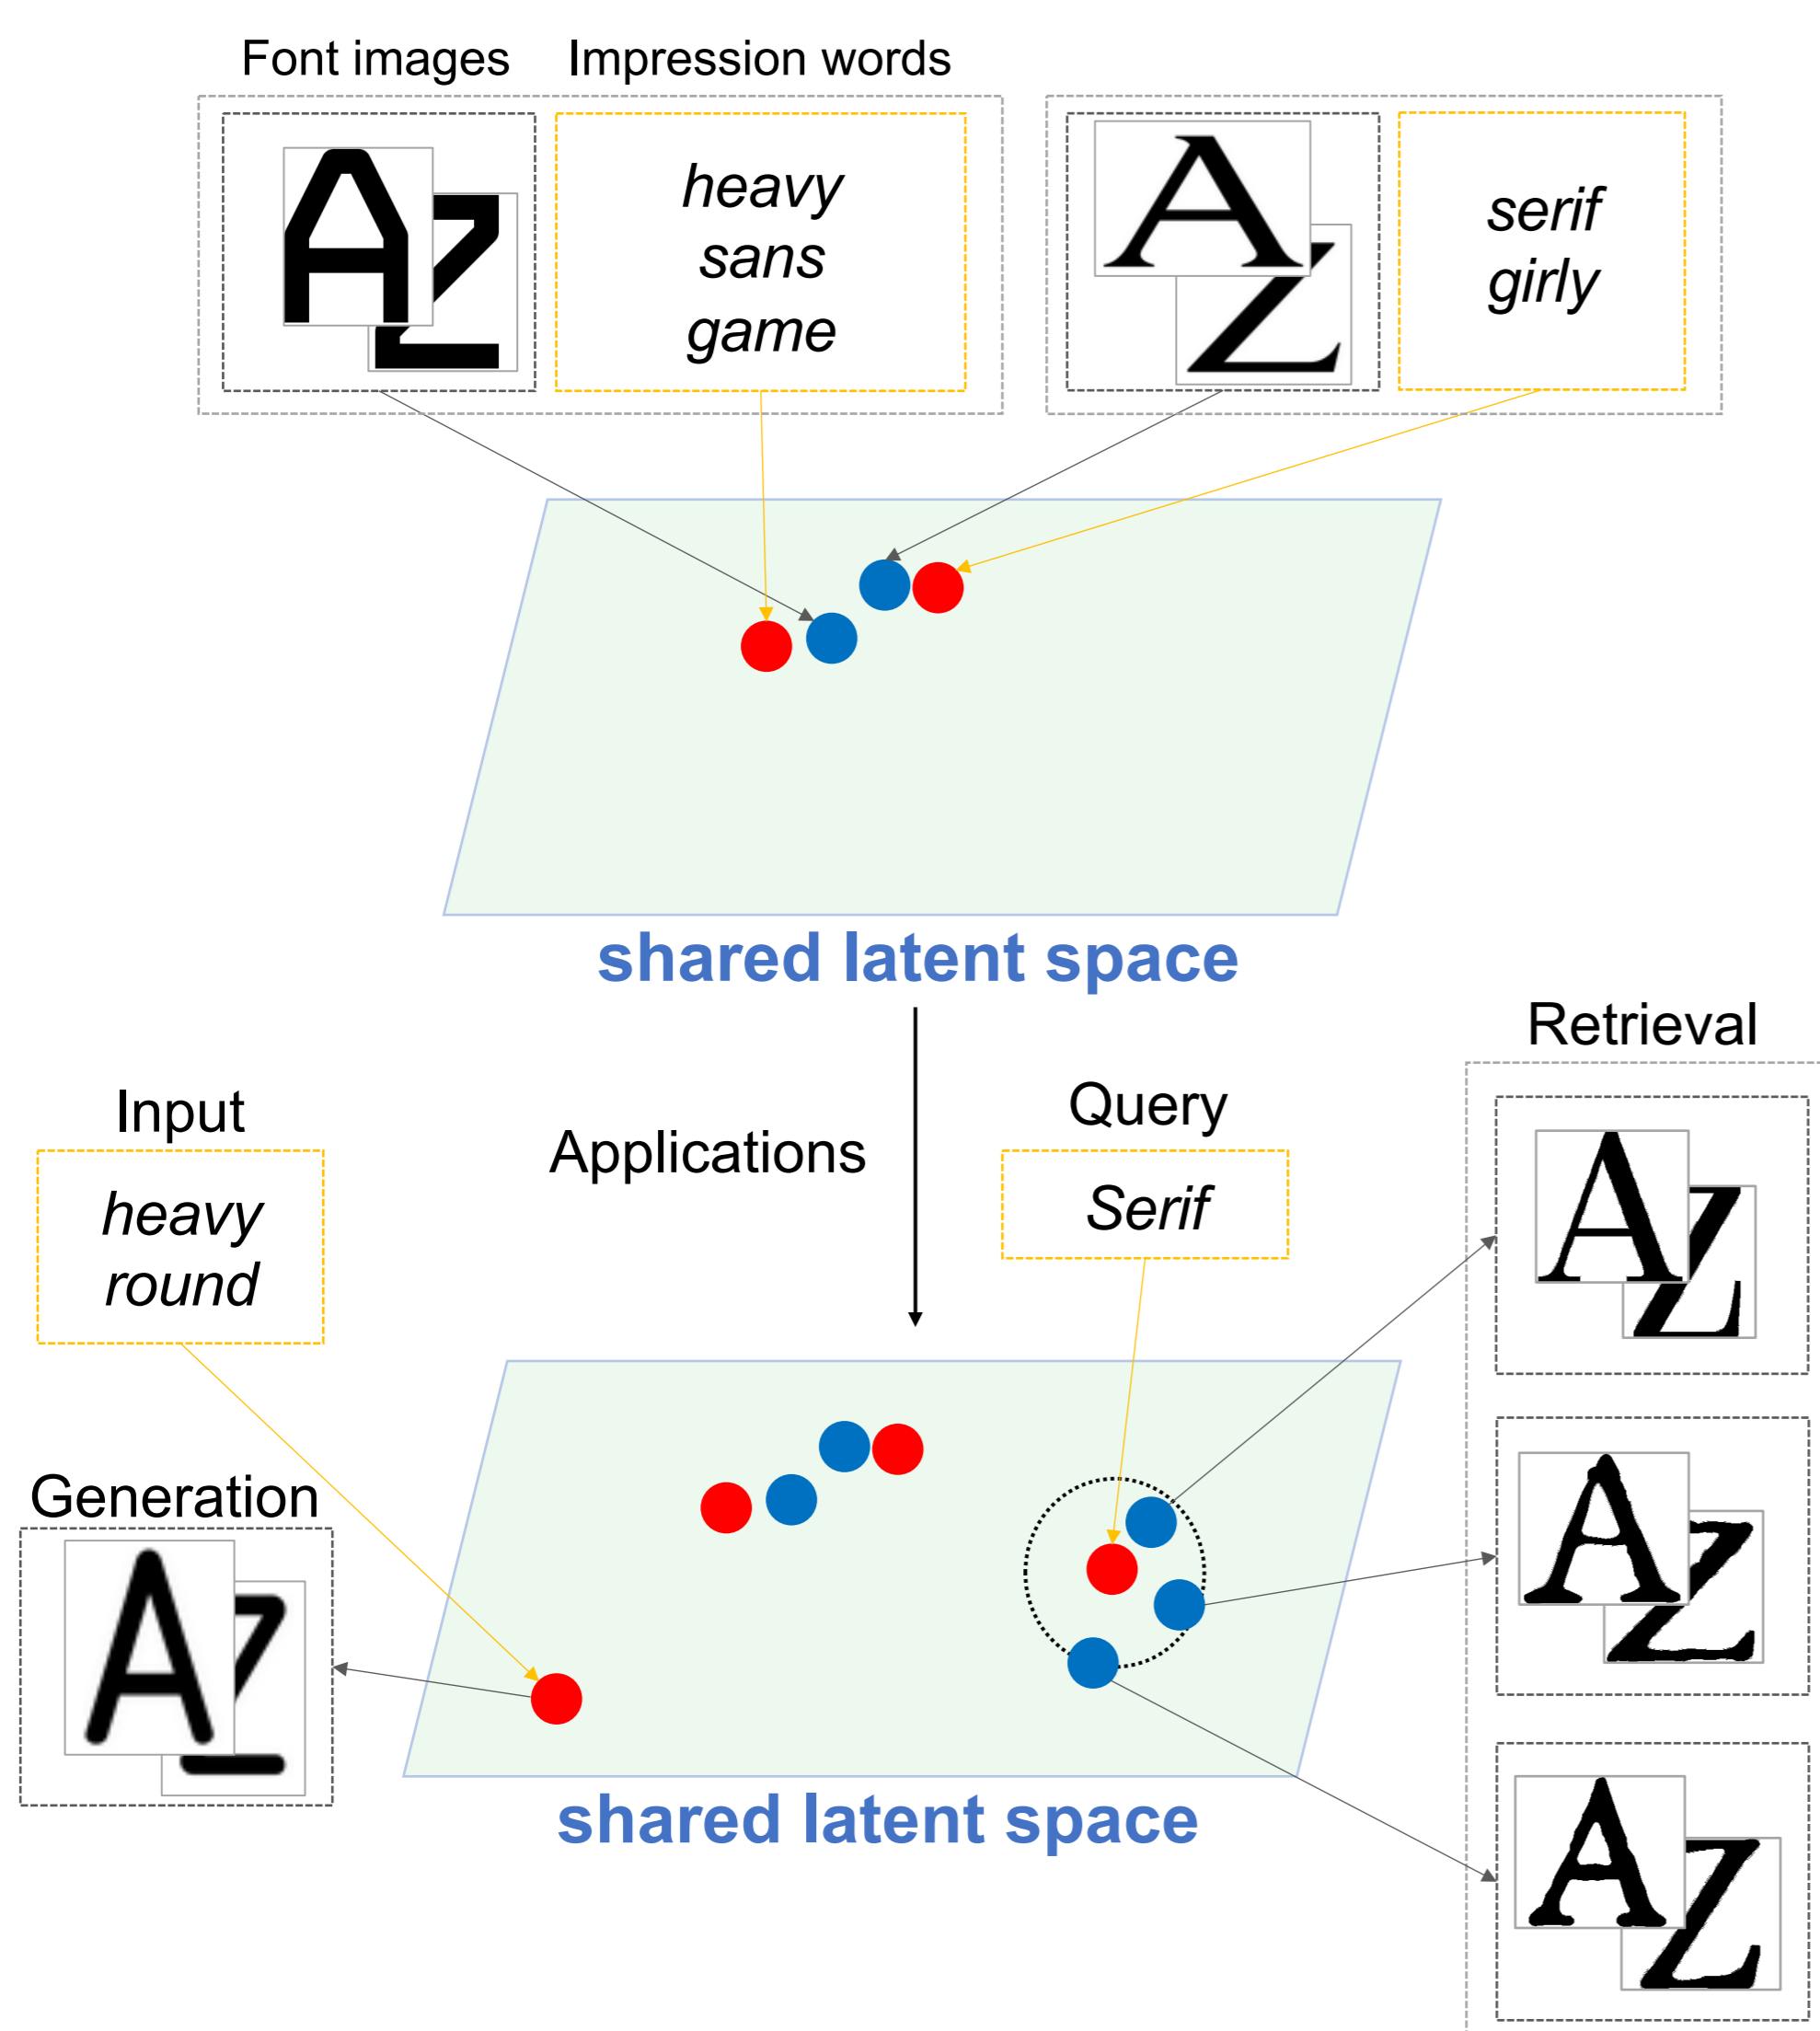 Font images
Impression words
A
Z
heavy
sans
game
A
Z
serif
girly
shared latent space
Applications
Input
heavy
round
Query
Serif
Retrieval
A
Z
A
Z
A
Z
Generation
A
Z
shared latent space